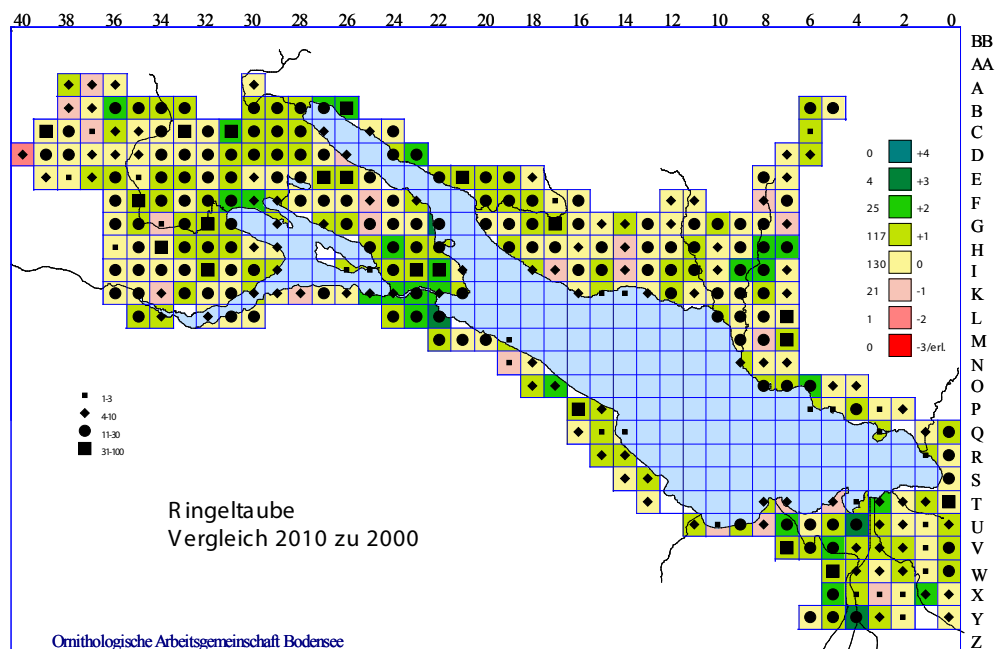 40 38 36 34 32 30 28 26 24 22 20 18 16 14 12 10 8 6 4 2 0
BB
AA
A
B
C
D
E
F
G
H
I
K
L
M
N
O
P
Q
R
S
T
U
V
W
X
Y
Z
0 +4
4 +3
25 +2
117 +1
130 0
21 -1
1 -2
0 -3/erl.
1-3
4-10
11-30
31-100
Ringeltaube
Vergleich 2010 zu 2000
Ornithologische Arbeitsgemeinschaft Bodensee